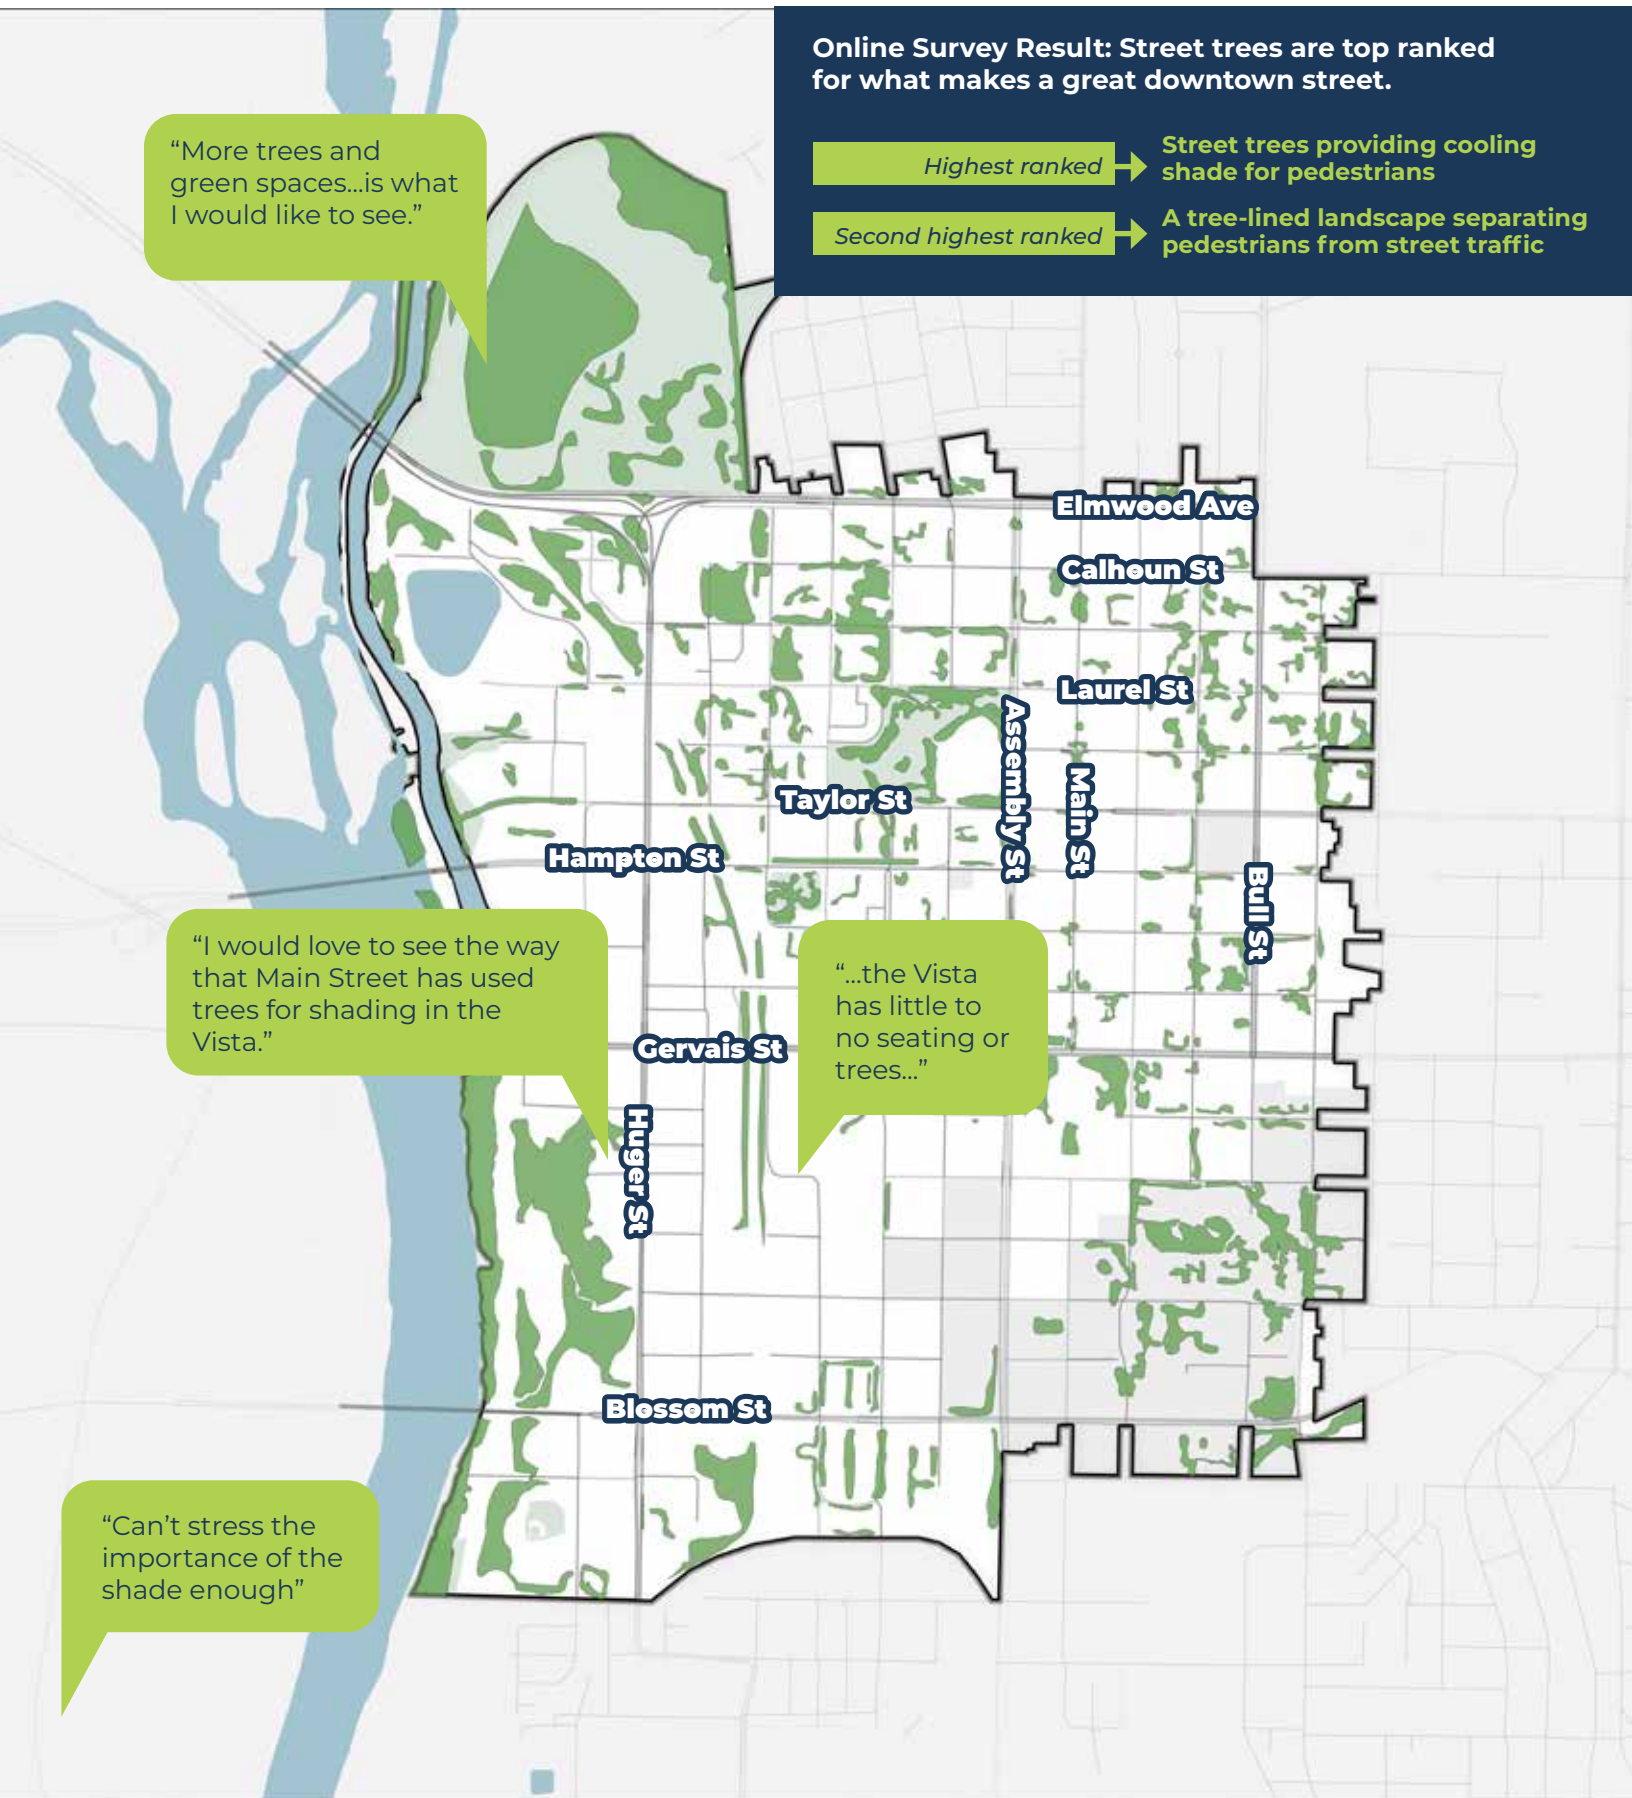 Online Survey Result: Street trees are top ranked
for what makes a great downtown street.
Highest ranked
Street trees providing cooling
shade for pedestrians
Second highest ranked
A tree-lined landscape separating
pedestrians from street traffic
“More trees and
green spaces...is what
I would like to see.”
Elmwood Ave
Calhoun St
Laurel St
Assembly St
Main St
Taylor St
Hampton St
Bull St
“I would love to see the way
that Main Street has used
trees for shading in the
Vista.”
“...the Vista
has little to
no seating or
trees...”
Gervais St
Huger St
Blossom St
“Can’t stress the
importance of the
shade enough”